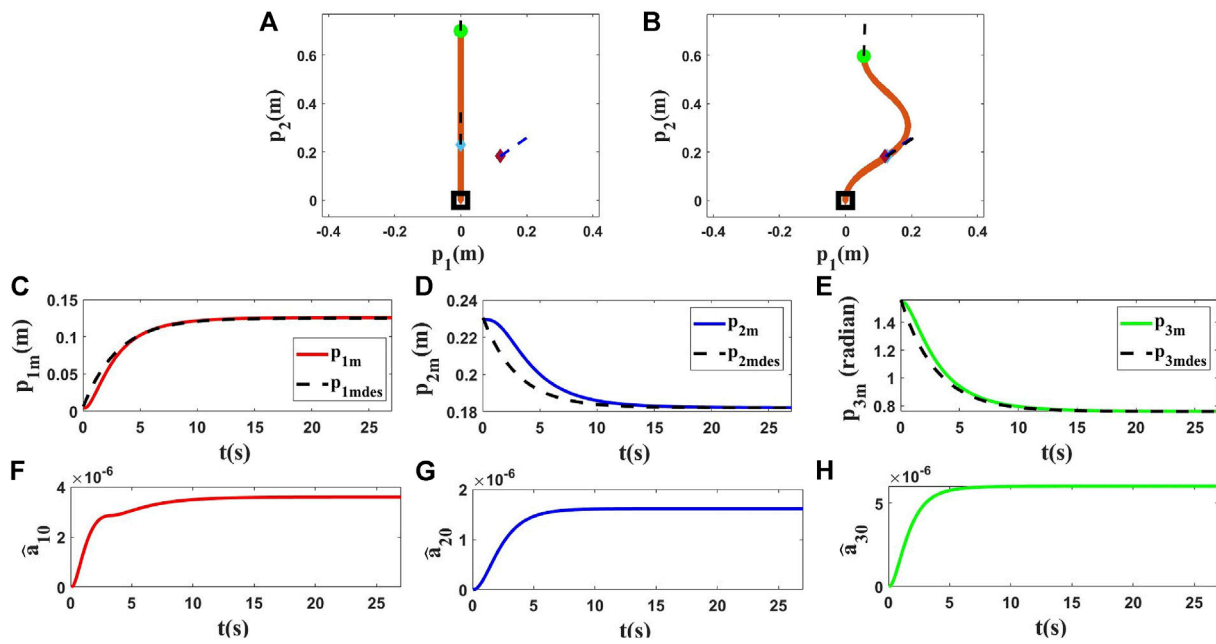 A
B
p2(m)
0.6
0.4
0.2
0
-0.4
-0.2
0
0.2
0.4
p1(m)
p2(m)
0.6
0.4
0.2
0
-0.4
-0.2
0
0.2
0.4
p1(m)
C
D
E
p1m(m)
0.15
0.1
0.05
0
p1m
p1mdes
0
5
10
15
20
25
t(s)
p2m(m)
0.24
0.22
0.2
0.18
p2m
p2mdes
0
5
10
15
20
25
t(s)
p3m (radian)
1.4
1.2
1
0.8
p3m
p3mdes
0
5
10
15
20
25
t(s)
F
G
H
×10-6
â10
4
2
0
0
5
10
15
20
25
t(s)
×10-6
â20
2
1
0
0
5
10
15
20
25
t(s)
×10-6
â30
5
0
0
5
10
15
20
25
t(s)